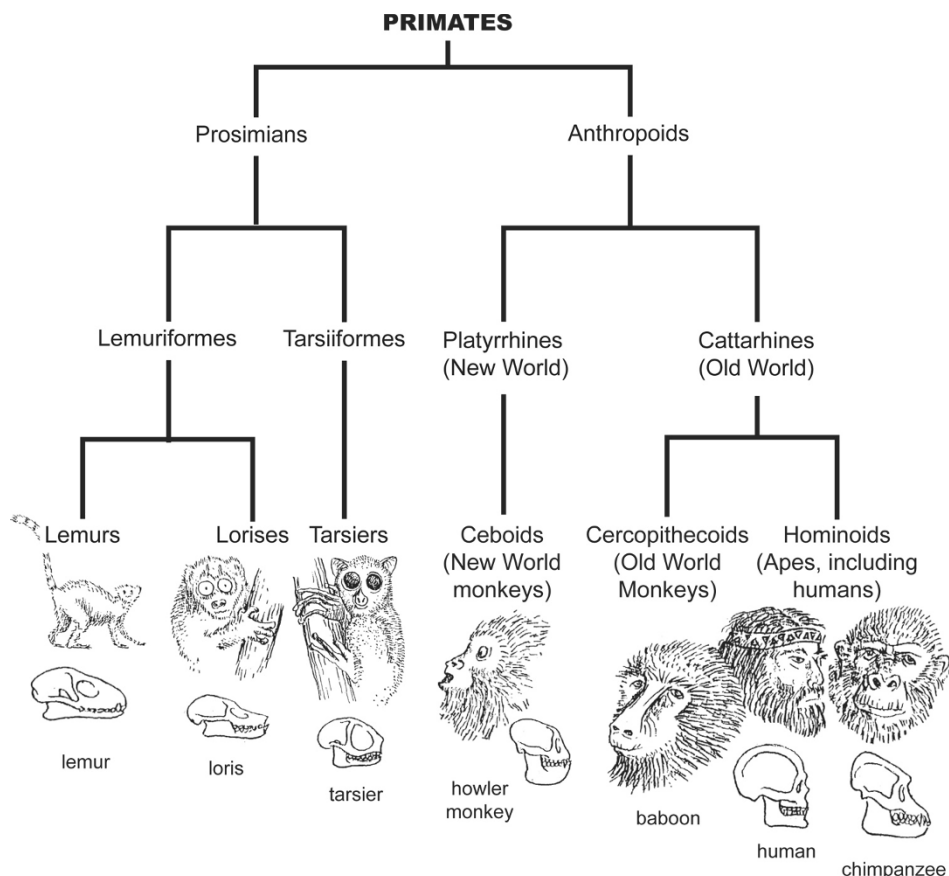 PRIMATES
Prosimians
Anthropoids
Lemuriformes
Tarsiiformes
Platyrrhines
(New World)
Cattarhines
(Old World)
Lemurs
Lorises
Tarsiers
Ceboids
(New World
monkeys)
Cercopithecoids
(Old World
Monkeys)
Hominoids
(Apes, including
humans)
lemur
loris
tarsier
howler
monkey
baboon
human
chimpanzee